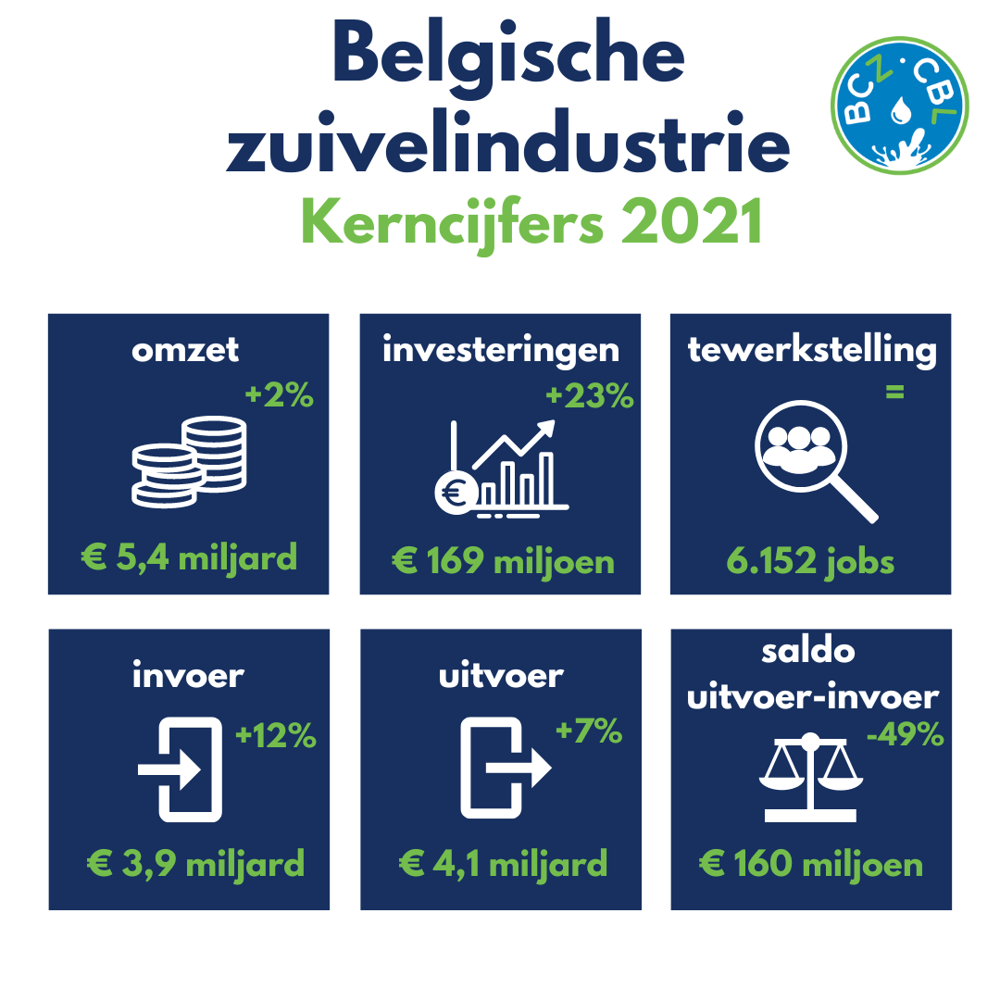 Belgische
zuivelindustrie
Kerncijfers 2021
BCZ·CBL
omzet
+2%
€ 5,4 miljard
investeringen
+23%
€
€ 169 miljoen
tewerkstelling
=
6.152 jobs
invoer
+12%
€ 3,9 miljard
uitvoer
+7%
€ 4,1 miljard
saldo
uitvoer-invoer
-49%
€ 160 miljoen